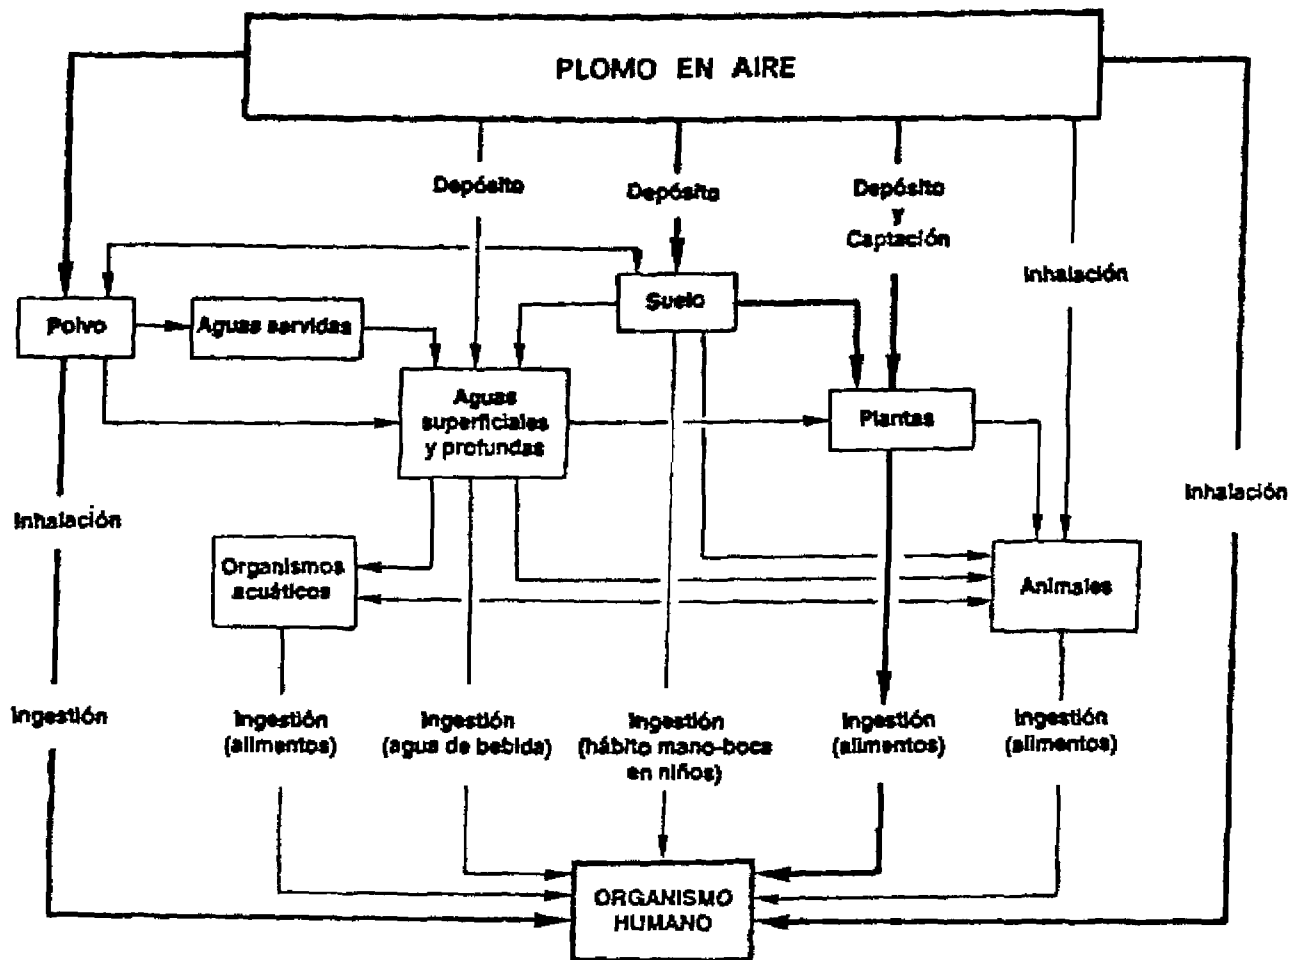 PLOMO EN AIRE
Depósito
Depósito
Depósito
y
Captación
Inhalación
Polvo
Aguas servidas
Suelo
Aguas
superficiales
y profundas
Plantas
Inhalación
Inhalación
Organismos
acuáticos
Animales
Ingestión
Ingestión
(alimentos)
Ingestión
(agua de bebida)
Ingestión
(hábito mano-boca
en niños)
Ingestión
(alimentos)
Ingestión
(alimentos)
ORGANISMO
HUMANO